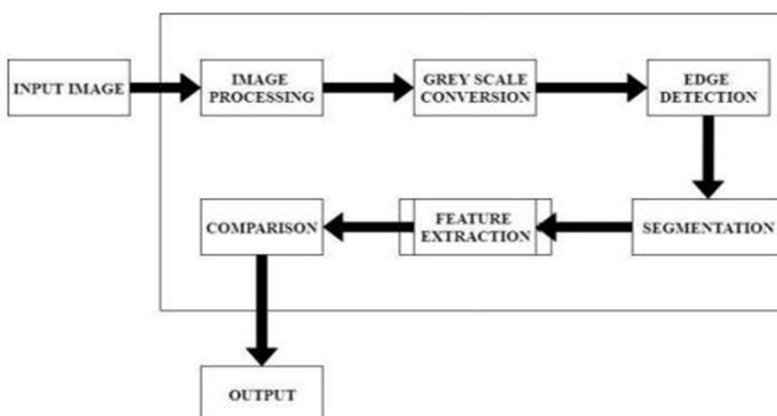 INPUT IMAGE
IMAGE
PROCESSING
GREY SCALE
CONVERSION
EDGE
DETECTION
SEGMENTATION
FEATURE
EXTRACTION
COMPARISON
OUTPUT